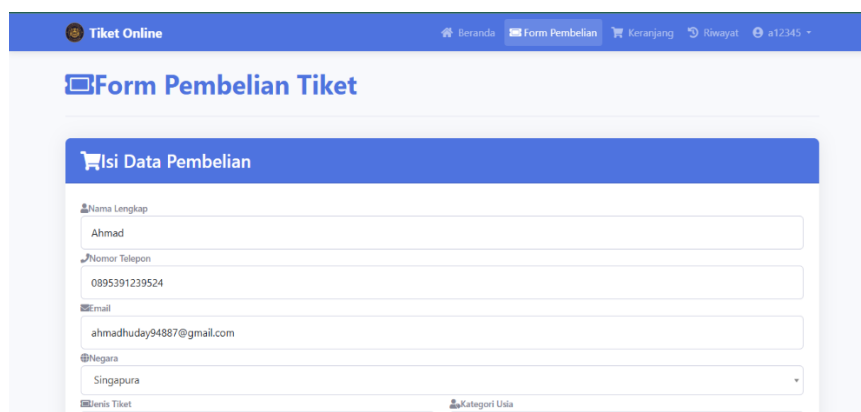 Tiket Online Beranda Form Pembelian Keranjang Riwayat a12345
Form Pembelian Tiket
Isi Data Pembelian
Nama Lengkap
Ahmad
Nomor Telepon
0895391239524
Email
ahmadhuday94887@gmail.com
Negara
Singapura
Jenis Tiket Kategori Usia